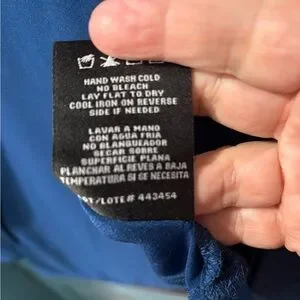 HAND WASH COLD
NO BLEACH
LAY FLAT TO DRY
COOL IRON ON REVERSE
SIDE IF NEEDED
LAVAR A MANO
CON AGUA FRIA
NO BLANQUEADOR
SECAR SOBRE
SUPERFICIE PLANA
PLANCHAR AL REVES A BAJA
TEMPERATURA SI SE NECESITA
/LOTE# 443454